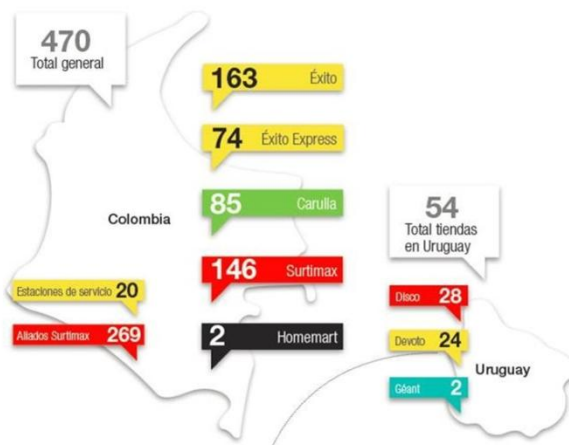 470
Total general
163 Éxito
74 Éxito Express
85 Carulla
Colombia
146 Surtimax
Estaciones de servicio 20
Aliados Surtimax 269
2 Homemart
54
Total tiendas
en Uruguay
Disco 28
Devoto 24
Uruguay
Géant 2